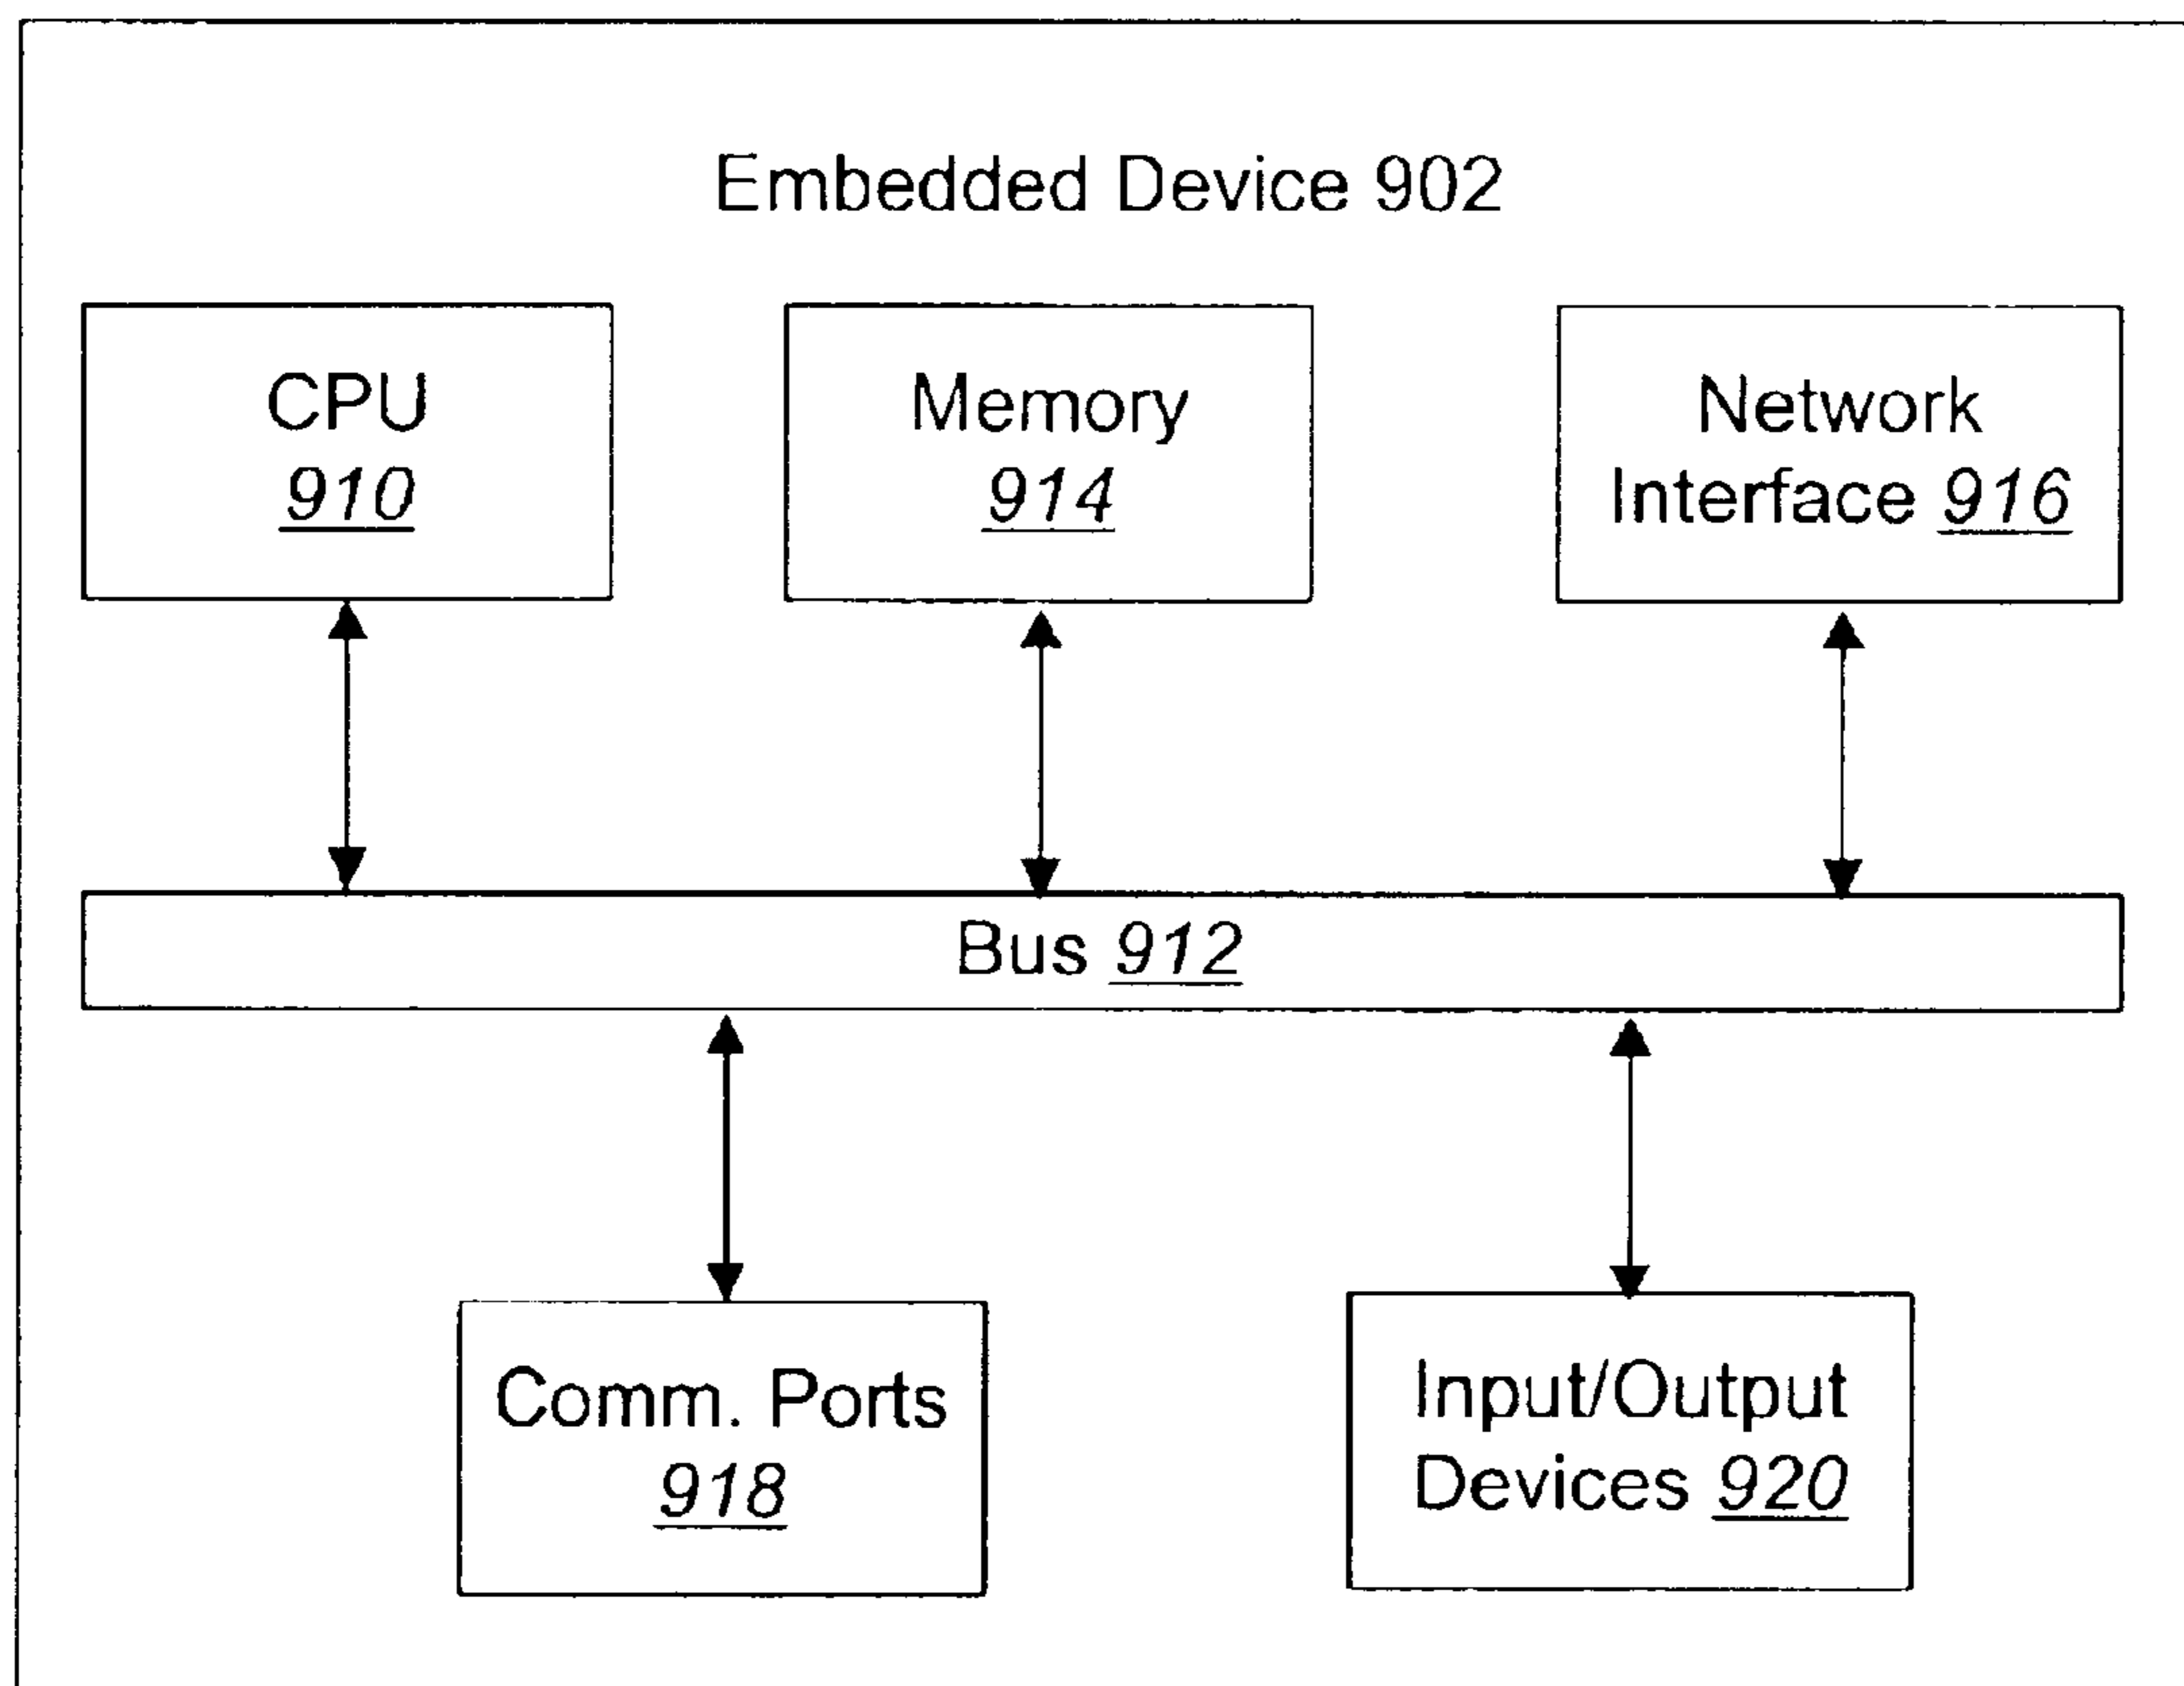 Embedded Device 902
CPU
910
Memory
914
Network
Interface 916
Bus 912
Comm. Ports
918
Input/Output
Devices 920